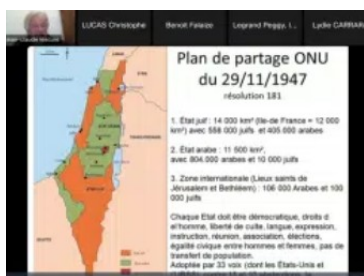 LUCAS Christophe
Benoit Falaize
Legrand Peggy, I...
Lydie CARRAR
Plan de partage ONU
du 29/11/1947
résolution 181
1. État juif : 14 000 km² (Ile-de France = 12 000
km²) avec 558 000 juifs et 405 000 arabes
2. État arabe : 11 500 km²,
avec 804 000 arabes et 10 000 juifs
3. Zone internationale (Lieux saints de
Jérusalem et Bethléem) : 106 000 Arabes et 100
000 juifs
Chaque Etat doit être démocratique, droits d
el'homme, liberté de culte, langue, expression,
instruction, réunion, association, élections,
égalité civique entre hommes et femmes, pas de
transfert de population.
Adoptée par 33 voix (dont les États-Unis et